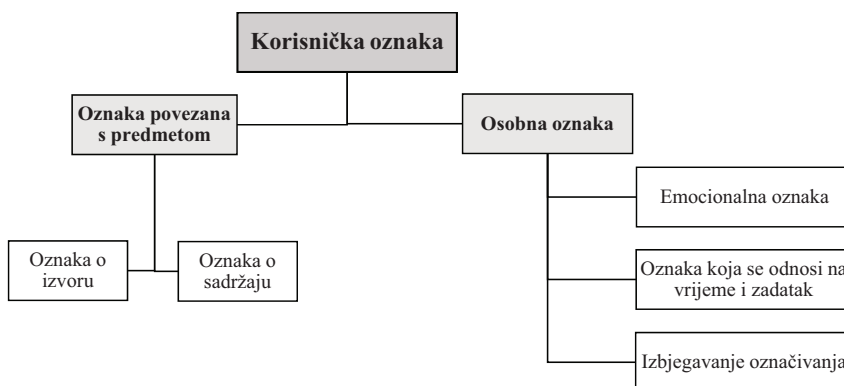 Korisnička oznaka
Oznaka povezana
s predmetom
Osobna oznaka
Emocionalna oznaka
Oznaka o
izvoru
Oznaka o
sadržaju
Oznaka koja se odnosi na
vrijeme i zadatak
Izbjegavanje označivanja